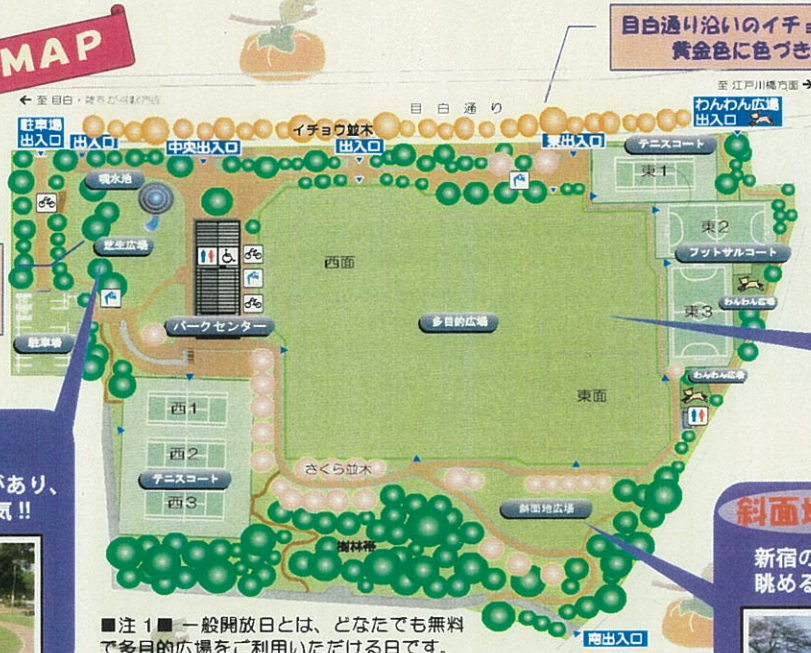 MAP
目白通り沿いのイチョ
黄金色に色づき
← 至 目白・雑司が谷駅方面
至 江戸川橋方面 →
目白通り
わんわん広場
出入口
駐車場
出入口
出入口
イチョウ並木
中央出入口
出入口
東出入口
テニスコート
東1
噴水池
東2
フットサルコート
芝生広場
西面
わんわん広場
東3
多目的広場
パークセンター
駐車場
わんわん広場
東面
西1
西2
テニスコート
西3
さくら並木
斜面地広場
樹林帯
があり、
気!!
斜面地
新宿の
眺める
■注1■ 一般開放日とは、どなたでも無料
で多目的広場をご利用いただける日です。
南出入口